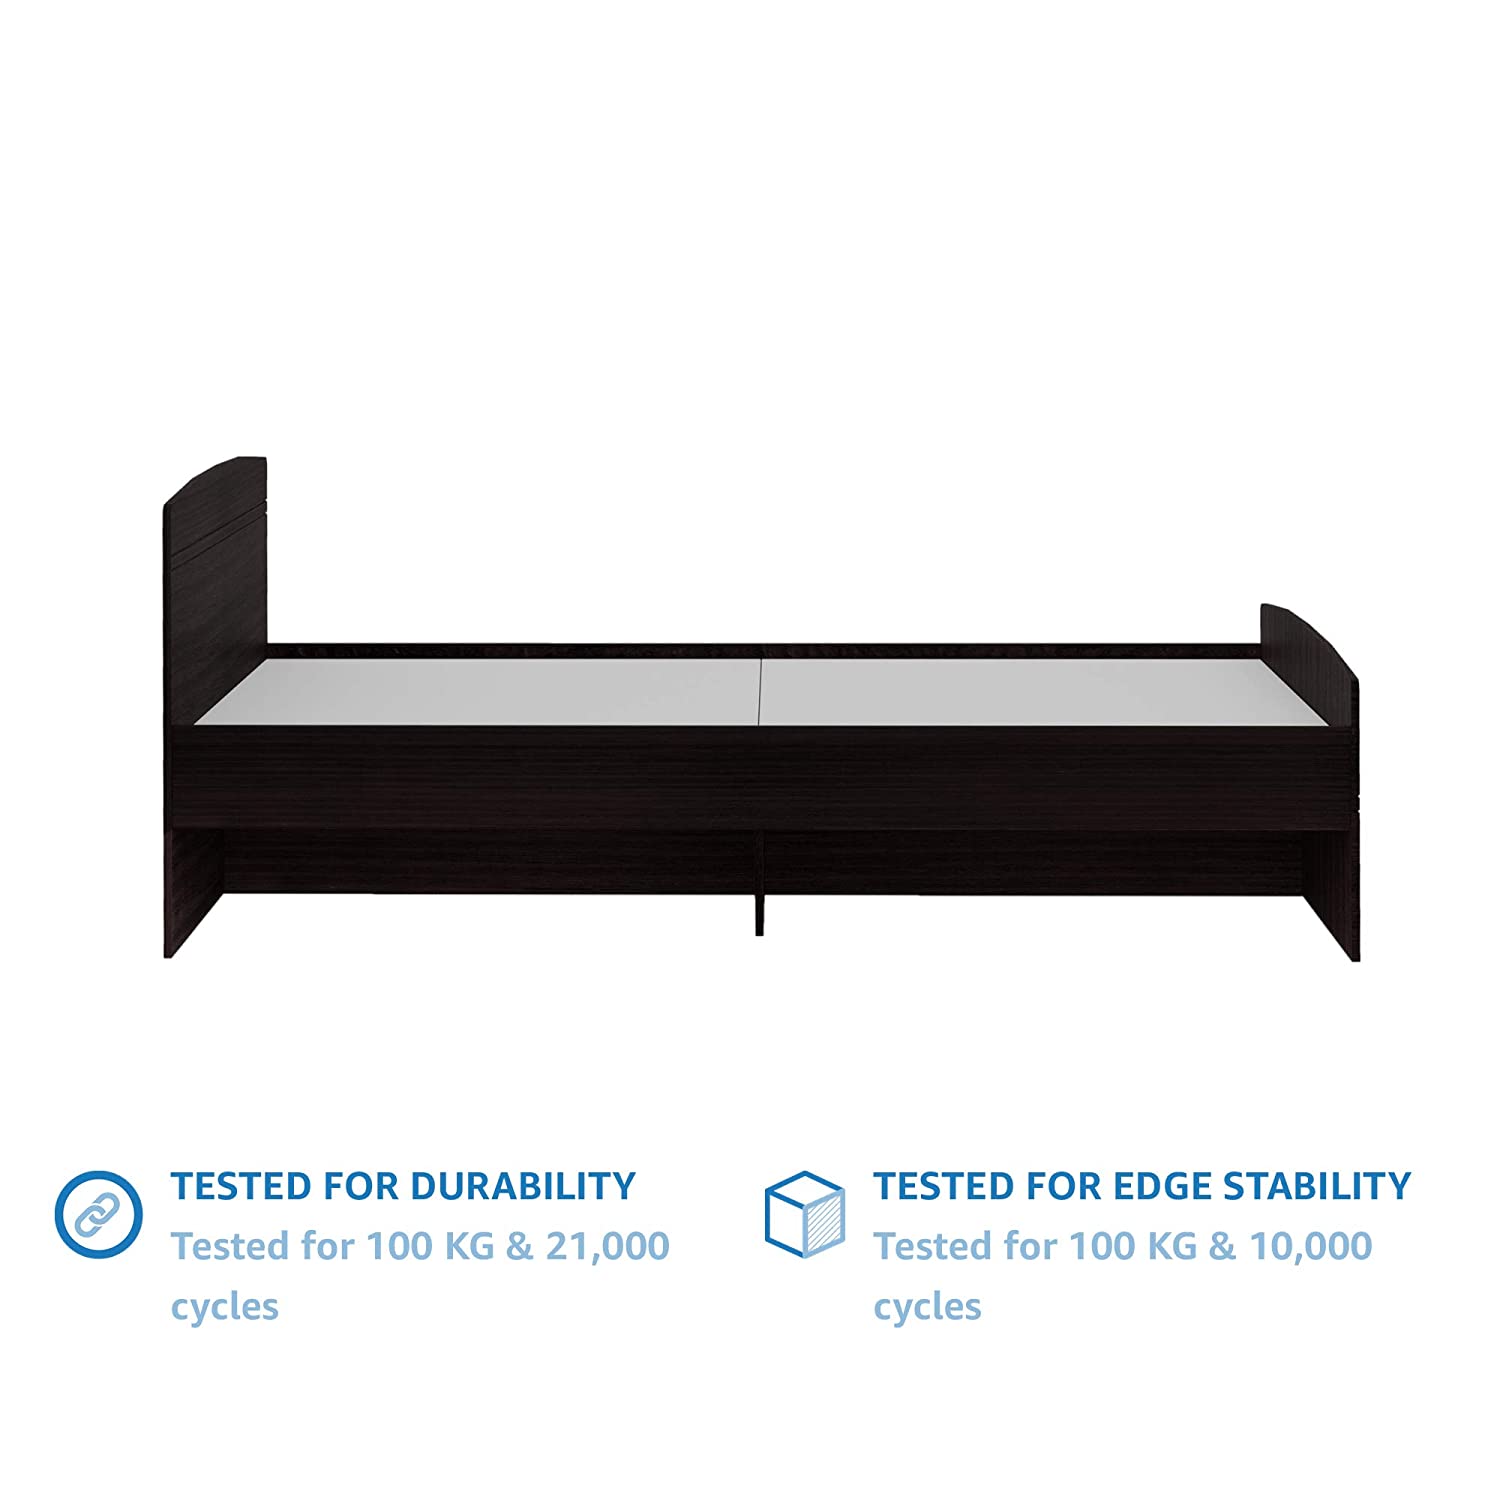 TESTED FOR DURABILITY
Tested for 100 KG & 21,000
cycles
TESTED FOR EDGE STABILITY
Tested for 100 KG & 10,000
cycles